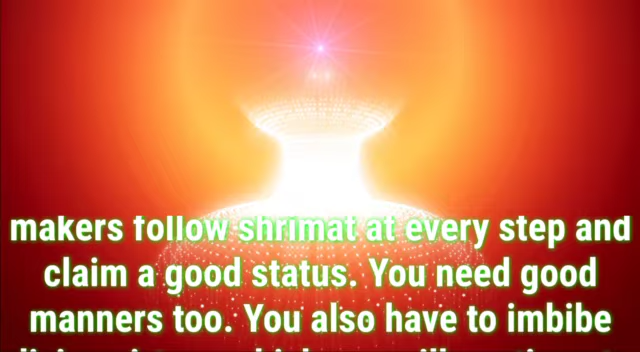 makers follow shrimat at every step and
claim a good status. You need good
manners too. You also have to imbibe